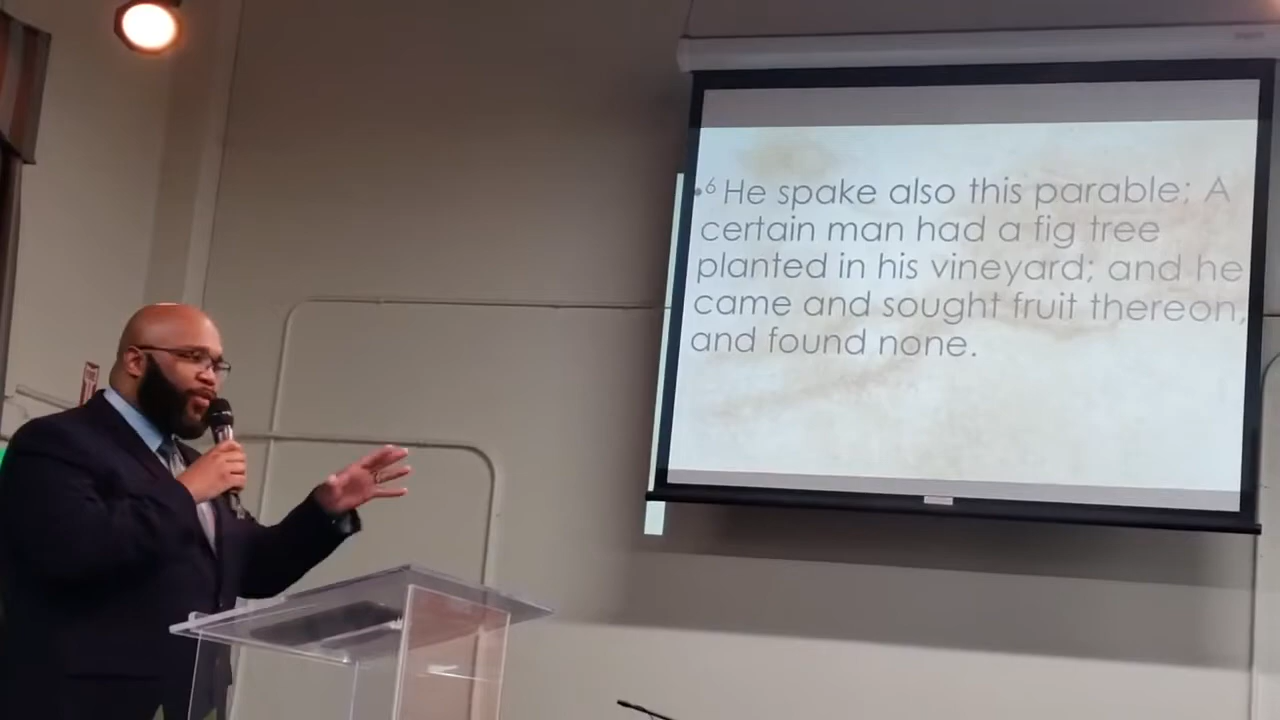 •⁶ He spake also this parable; A
certain man had a fig tree
planted in his vineyard; and he
came and sought fruit thereon,
and found none.